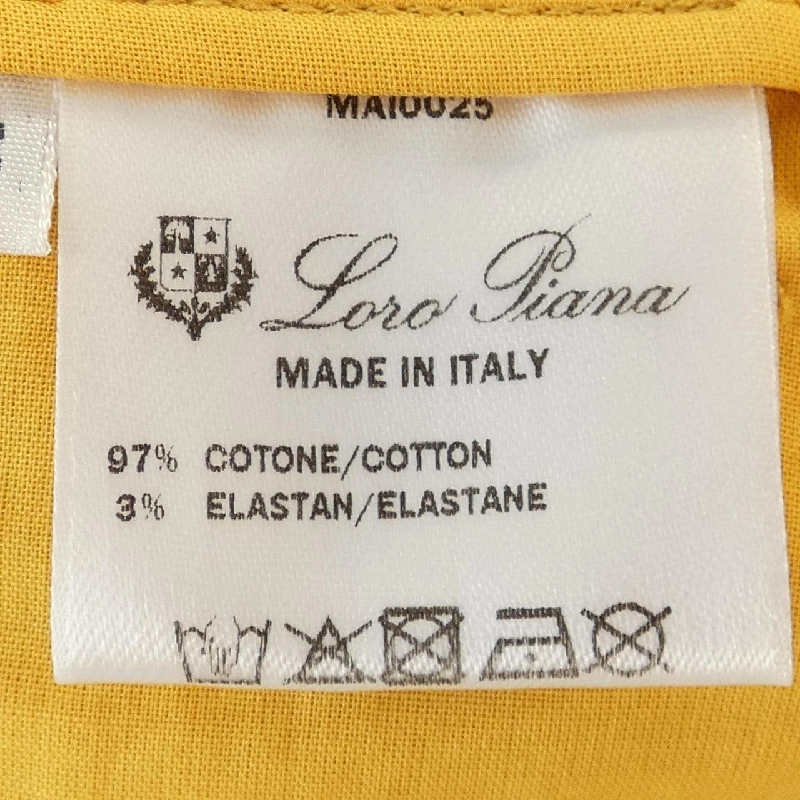 MAI0025
Loro Piana
MADE IN ITALY
97% COTONE/COTTON
3% ELASTAN/ELASTANE